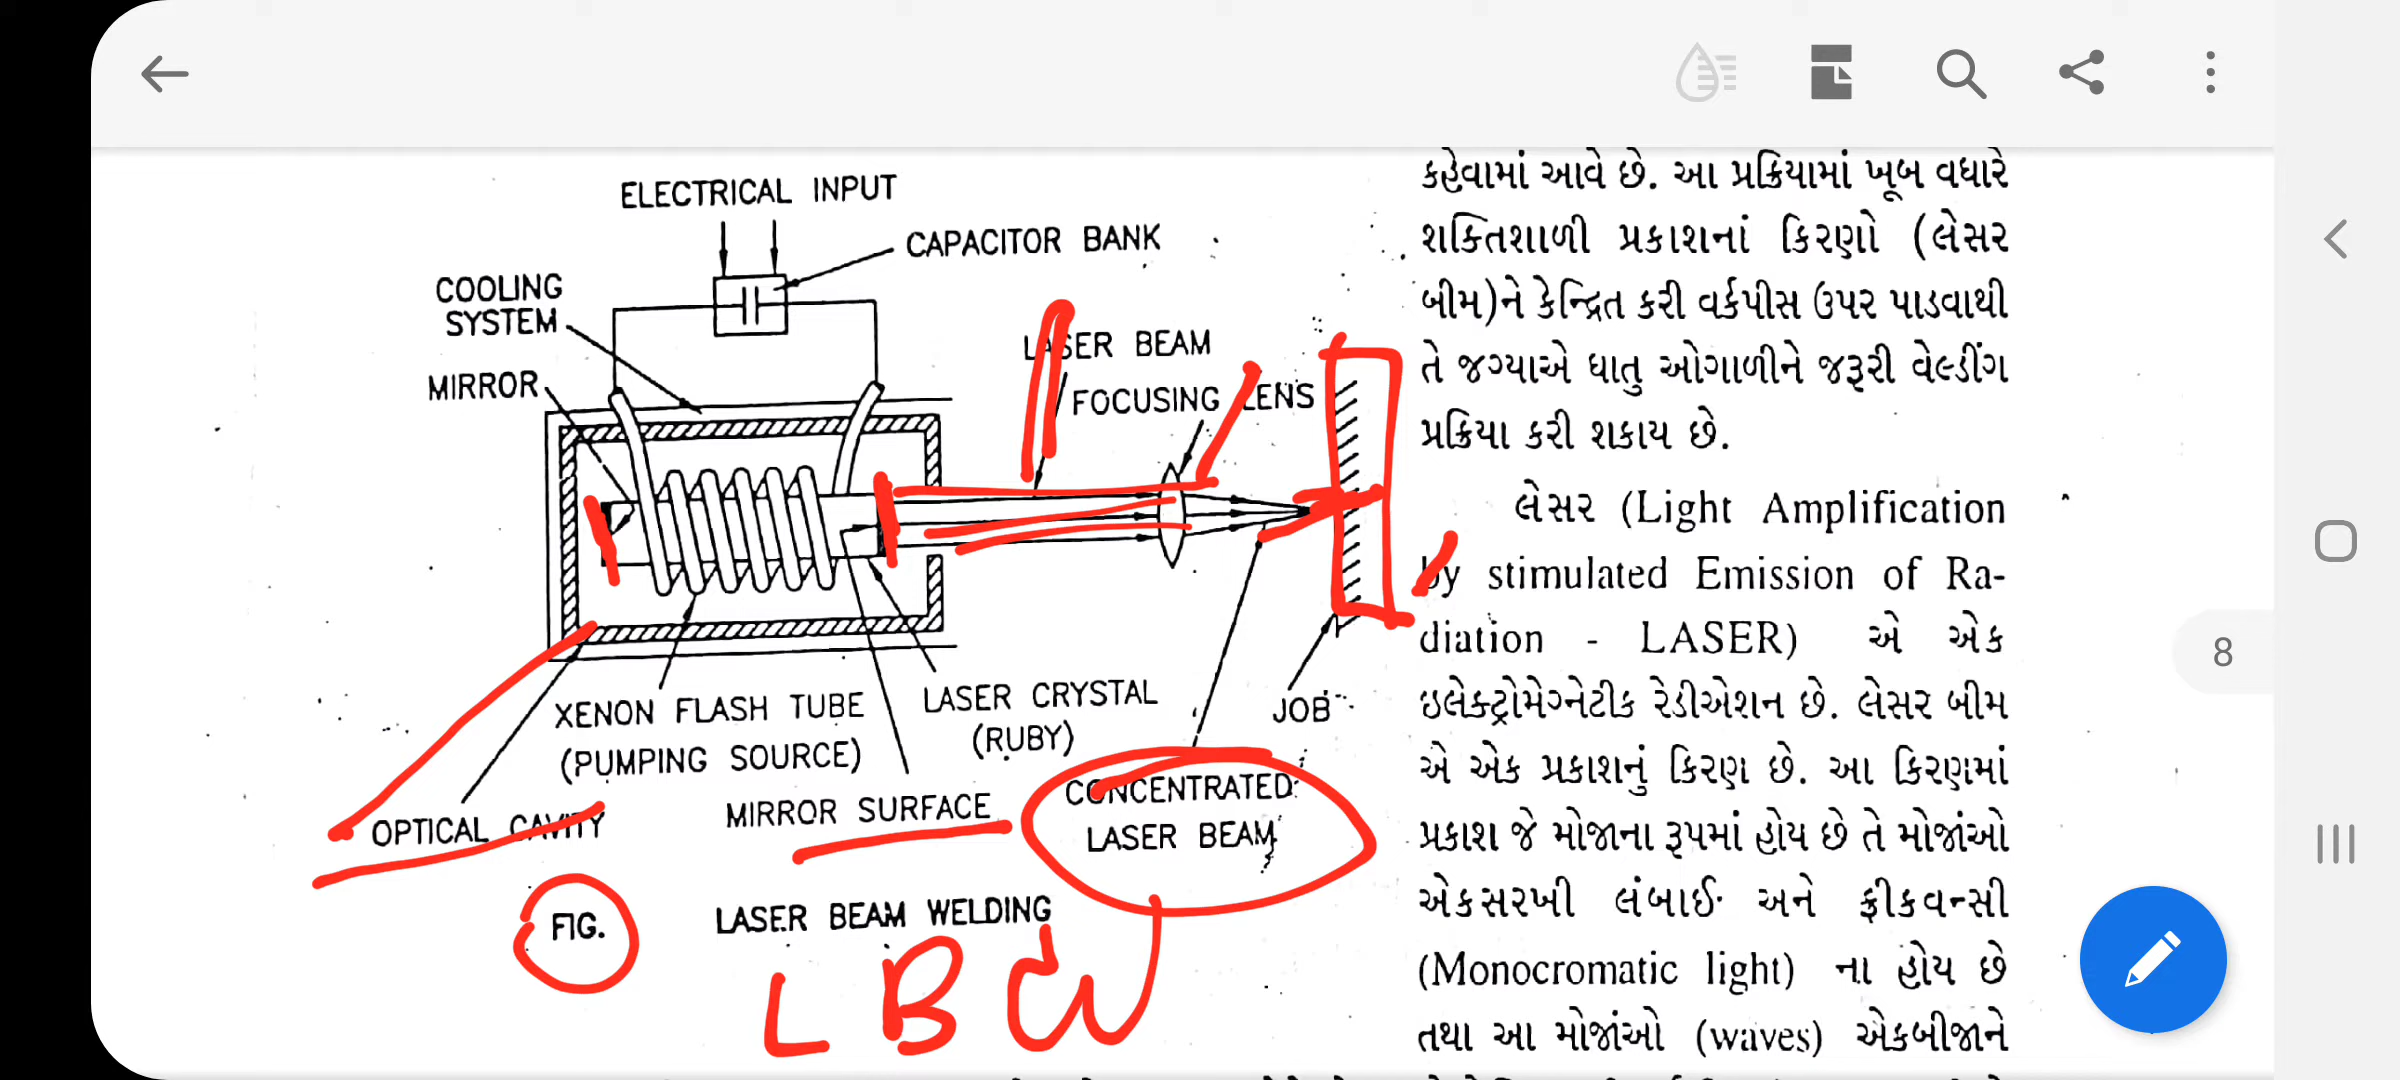 ELECTRICAL INPUT
CAPACITOR BANK
COOLING
SYSTEM
MIRROR
LASER BEAM
FOCUSING LENS
XENON FLASH TUBE
(PUMPING SOURCE)
LASER CRYSTAL
(RUBY)
JOB
OPTICAL CAVITY
MIRROR SURFACE
CONCENTRATED
LASER BEAM
FIG.
LASER BEAM WELDING
LBW
કહેવામાં આવે છે. આ પ્રક્રિયામાં ખૂબ વધારે
શક્તિશાળી પ્રકાશનાં કિરણો (લેસર
બીમ)ને કેન્દ્રિત કરી વર્કપીસ ઉપર પાડવાથી
તે જગ્યાએ ધાતુ ઓગાળીને જરૂરી વેલ્ડીંગ
પ્રક્રિયા કરી શકાય છે.
લેસર (Light Amplification
by stimulated Emission of Ra-
diation - LASER) એ એક
ઇલેક્ટ્રોમેગ્નેટીક રેડીએશન છે. લેસર બીમ
એ એક પ્રકાશનું કિરણ છે. આ કિરણમાં
પ્રકાશ જે મોજાના રૂપમાં હોય છે તે મોજાંઓ
એકસરખી લંબાઈ અને ફ્રીકવન્સી
(Monocromatic light) ના હોય છે
તથા આ મોજાંઓ (waves) એકબીજાને
8